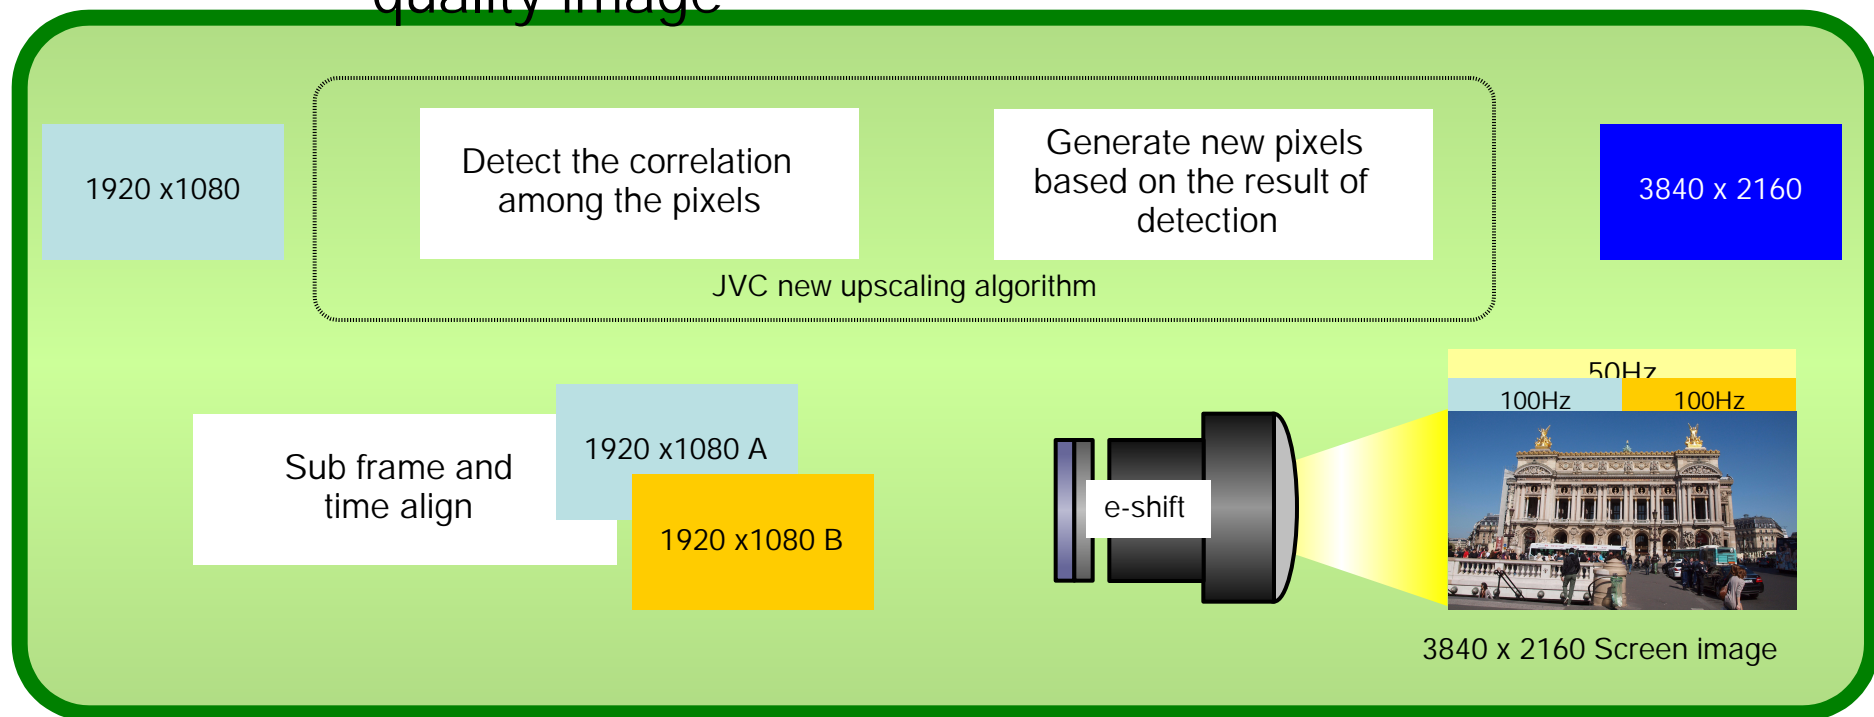 quality image
1920 x1080
Detect the correlation
among the pixels
Generate new pixels
based on the result of
detection
3840 x 2160
JVC new upscaling algorithm
50Hz
100Hz
100Hz
Sub frame and
time align
1920 x1080 A
1920 x1080 B
e-shift
3840 x 2160 Screen image